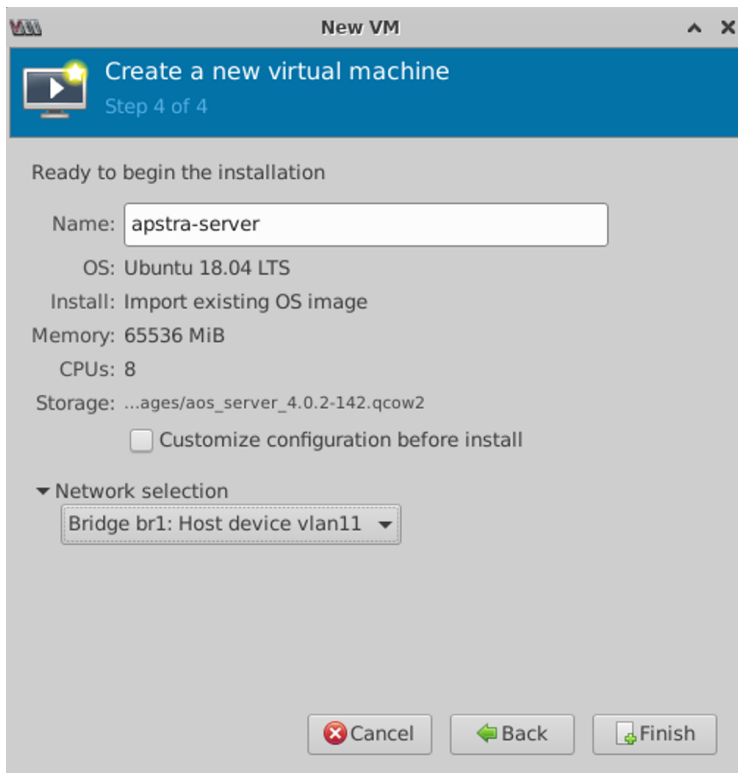 New VM
Create a new virtual machine
Step 4 of 4
Ready to begin the installation
Name: apstra-server
OS: Ubuntu 18.04 LTS
Install: Import existing OS image
Memory: 65536 MiB
CPUs: 8
Storage: ...ages/aos_server_4.0.2-142.qcow2
Customize configuration before install
Network selection
Bridge br1: Host device vlan11
Cancel Back Finish